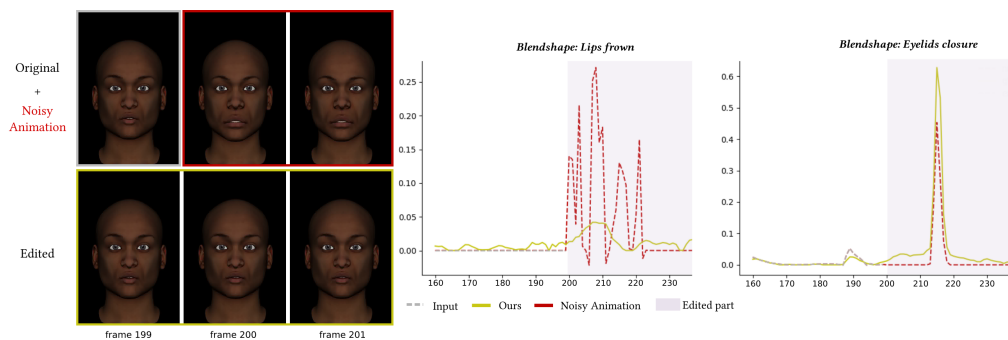 Original
+
Noisy
Animation
Edited
frame 199
frame 200
frame 201
Blendshape: Lips frown
0.25
0.20
0.15
0.10
0.05
0.00
160
170
180
190
200
210
220
230
Blendshape: Eyelids closure
0.6
0.5
0.4
0.3
0.2
0.1
0.0
160
170
180
190
200
210
220
230
Input
Ours
Noisy Animation
Edited part